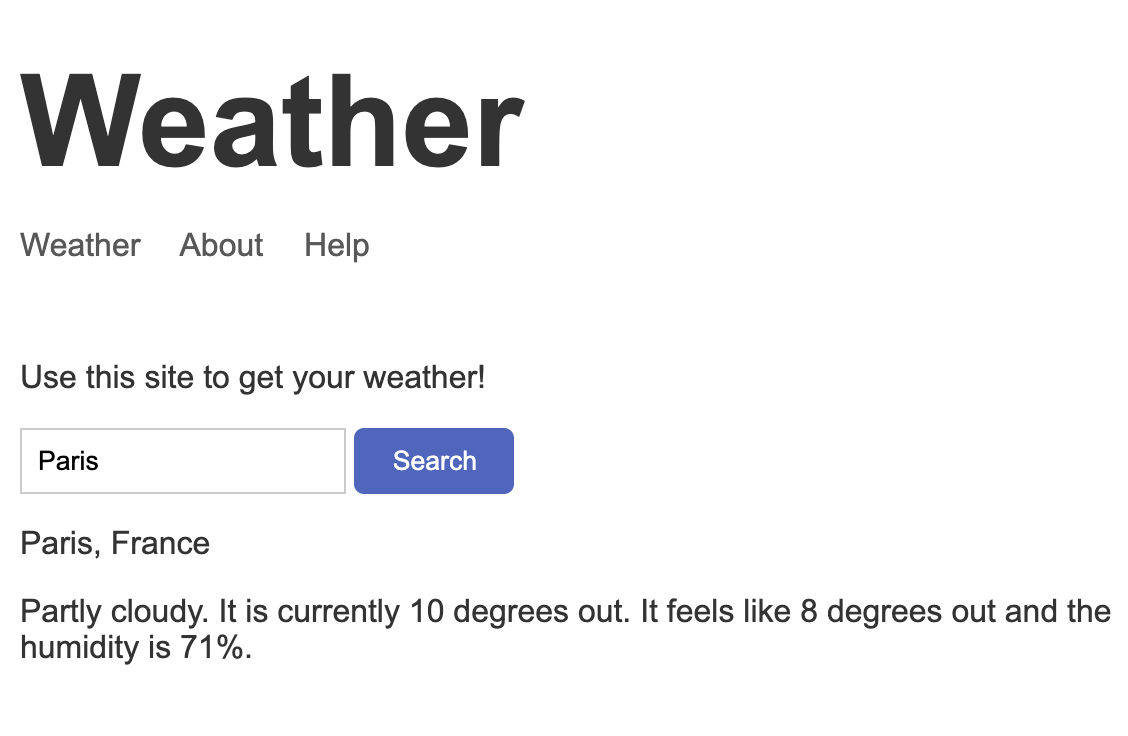 Weather
Weather About Help
Use this site to get your weather!
Paris Search
Paris, France
Partly cloudy. It is currently 10 degrees out. It feels like 8 degrees out and the
humidity is 71%.